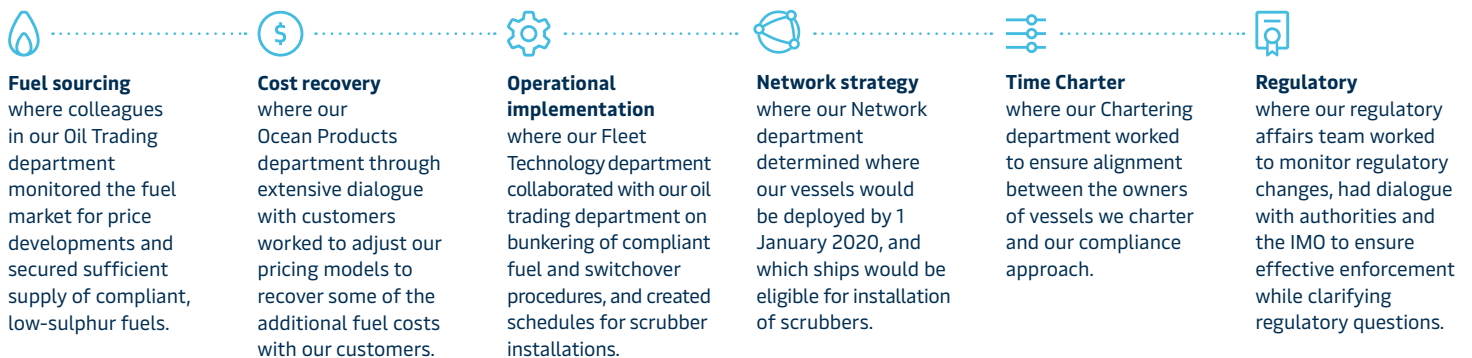 $
Fuel sourcing
where colleagues
in our Oil Trading
department
monitored the fuel
market for price
developments and
secured sufficient
supply of compliant,
low-sulphur fuels.
Cost recovery
where our
Ocean Products
department through
extensive dialogue
with customers
worked to adjust our
pricing models to
recover some of the
additional fuel costs
with our customers.
Operational
implementation
where our Fleet
Technology department
collaborated with our oil
trading department on
bunkering of compliant
fuel and switchover
procedures, and created
schedules for scrubber
installations.
Network strategy
where our Network
department
determined where
our vessels would
be deployed by 1
January 2020, and
which ships would be
eligible for installation
of scrubbers.
Time Charter
where our Chartering
department worked
to ensure alignment
between the owners
of vessels we charter
and our compliance
approach.
Regulatory
where our regulatory
affairs team worked
to monitor regulatory
changes, had dialogue
with authorities and
the IMO to ensure
effective enforcement
while clarifying
regulatory questions.